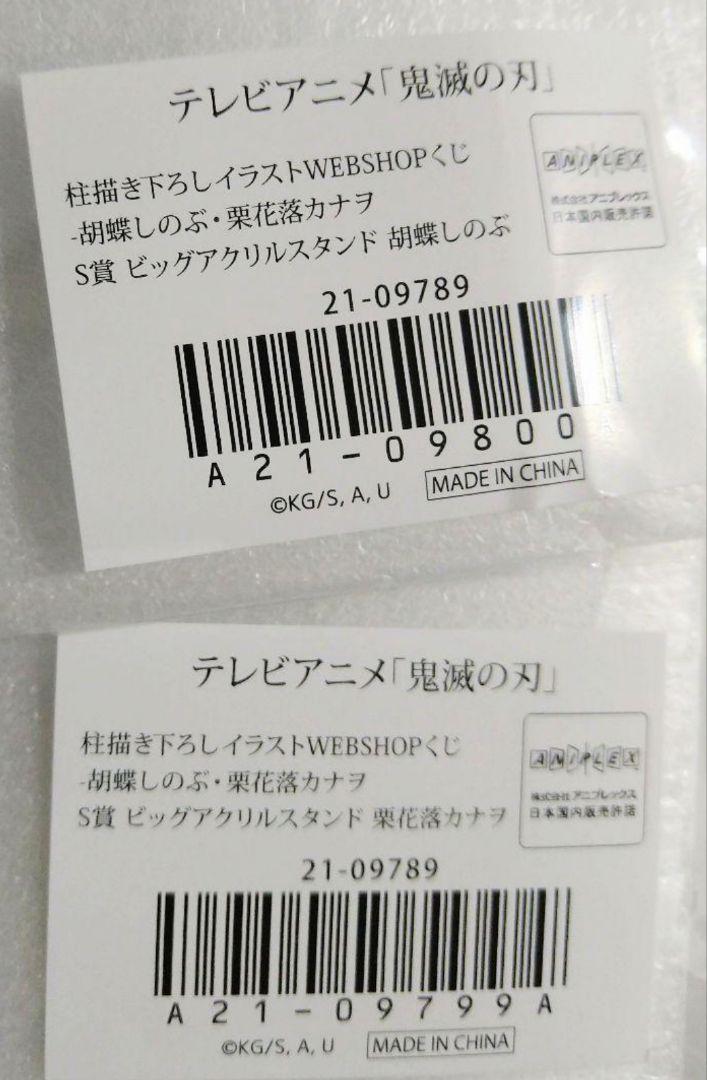 テレビアニメ「鬼滅の刃」
柱描き下ろしイラストWEBSHOPくじ
-胡蝶しのぶ・栗花落カナヲ
S賞 ビッグアクリルスタンド 胡蝶しのぶ
ANIPLEX
株式会社アニプレックス
日本国内販売許諾
21-09789
A21-09800A
©KG/S, A, U
MADE IN CHINA
テレビアニメ「鬼滅の刃」
柱描き下ろしイラストWEBSHOPくじ
-胡蝶しのぶ・栗花落カナヲ
S賞 ビッグアクリルスタンド 栗花落カナヲ
ANIPLEX
株式会社アニプレックス
日本国内販売許諾
21-09789
A21-09799A
©KG/S, A, U
MADE IN CHINA